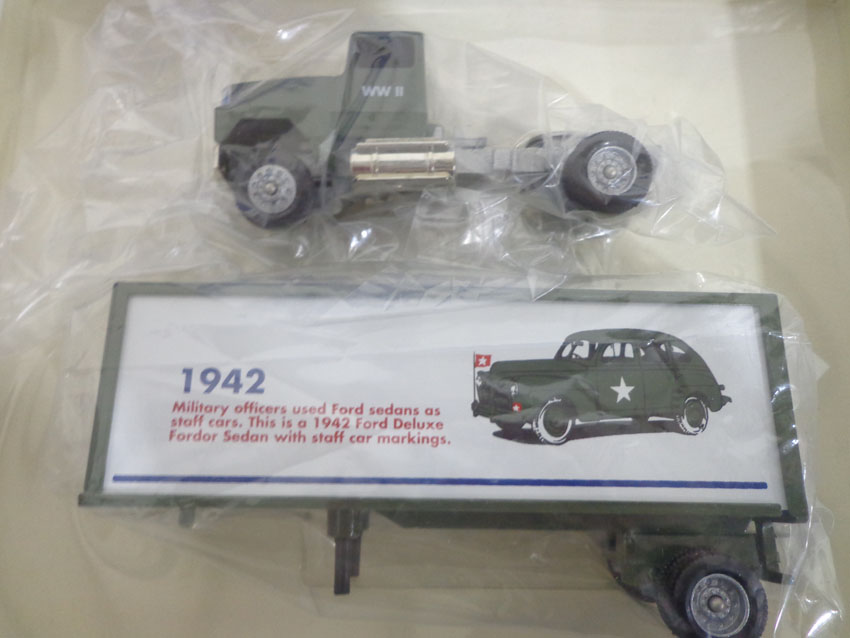 WW II
1942
Military officers used Ford sedans as
staff cars. This is a 1942 Ford Deluxe
Fordor Sedan with staff car markings.